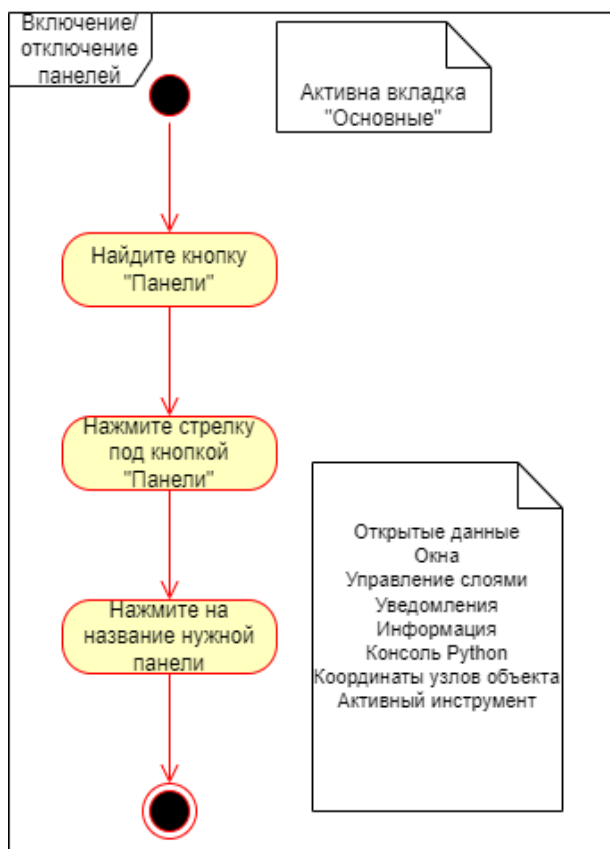 Включение/
отключение
панелей
Активна вкладка
"Основные"
Найдите кнопку
"Панели"
Нажмите стрелку
под кнопкой
"Панели"
Нажмите на
название нужной
панели
Открытые данные
Окна
Управление слоями
Уведомления
Информация
Консоль Python
Координаты узлов объекта
Активный инструмент